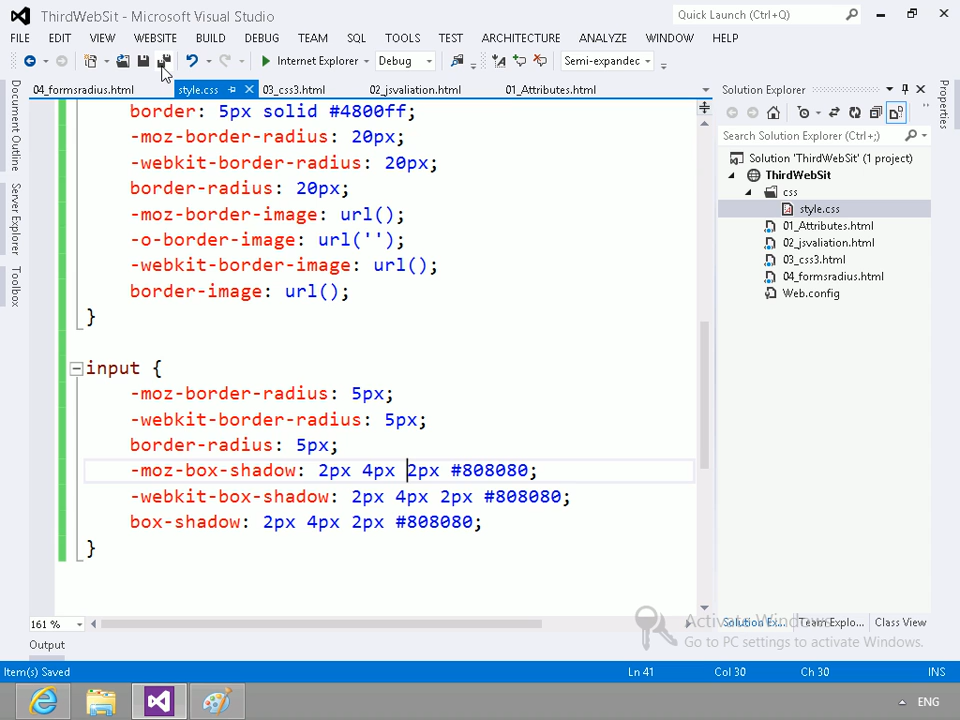 ThirdWebSit - Microsoft Visual Studio
Quick Launch (Ctrl+Q)
FILE EDIT VIEW WEBSITE BUILD DEBUG TEAM SQL TOOLS TEST ARCHITECTURE ANALYZE WINDOW HELP
Internet Explorer Debug Semi-expandec
04_formsradius.html style.css 03_css3.html 02_jsvaliation.html 01_Attributes.html
Document Outline
Server Explorer
Toolbox
border: 5px solid #4800ff;
-moz-border-radius: 20px;
-webkit-border-radius: 20px;
border-radius: 20px;
-moz-border-image: url();
-o-border-image: url('');
-webkit-border-image: url();
border-image: url();
}
input {
-moz-border-radius: 5px;
-webkit-border-radius: 5px;
border-radius: 5px;
-moz-box-shadow: 2px 4px 2px #808080;
-webkit-box-shadow: 2px 4px 2px #808080;
box-shadow: 2px 4px 2px #808080;
}
161 %
Solution Explorer
Search Solution Explorer (Ctrl+;)
Solution 'ThirdWebSit' (1 project)
ThirdWebSit
css
style.css
01_Attributes.html
02_jsvaliation.html
03_css3.html
04_formsradius.html
Web.config
Properties
Solution Ex... Team Explo... Class View
Activate Windows
Go to PC settings to activate Windows.
Output
Item(s) Saved Ln 41 Col 30 Ch 30 INS
ENG